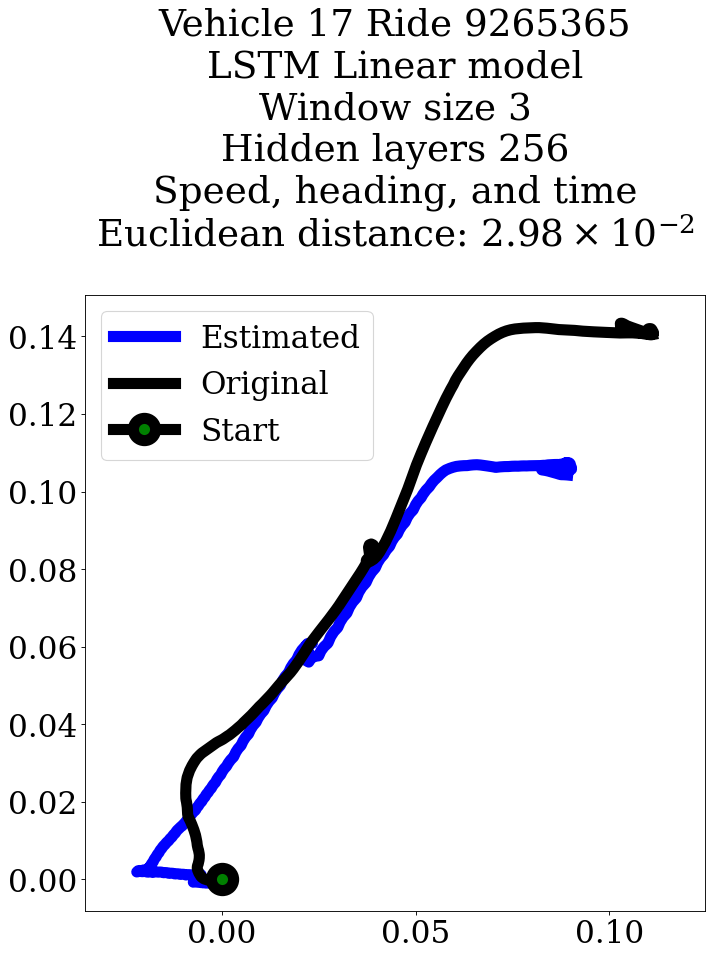 Vehicle 17 Ride 9265365
LSTM Linear model
Window size 3
Hidden layers 256
Speed, heading, and time
Euclidean distance: 2.98 × 10⁻²
Estimated
Original
Start
0.14
0.12
0.10
0.08
0.06
0.04
0.02
0.00
0.00 0.05 0.10